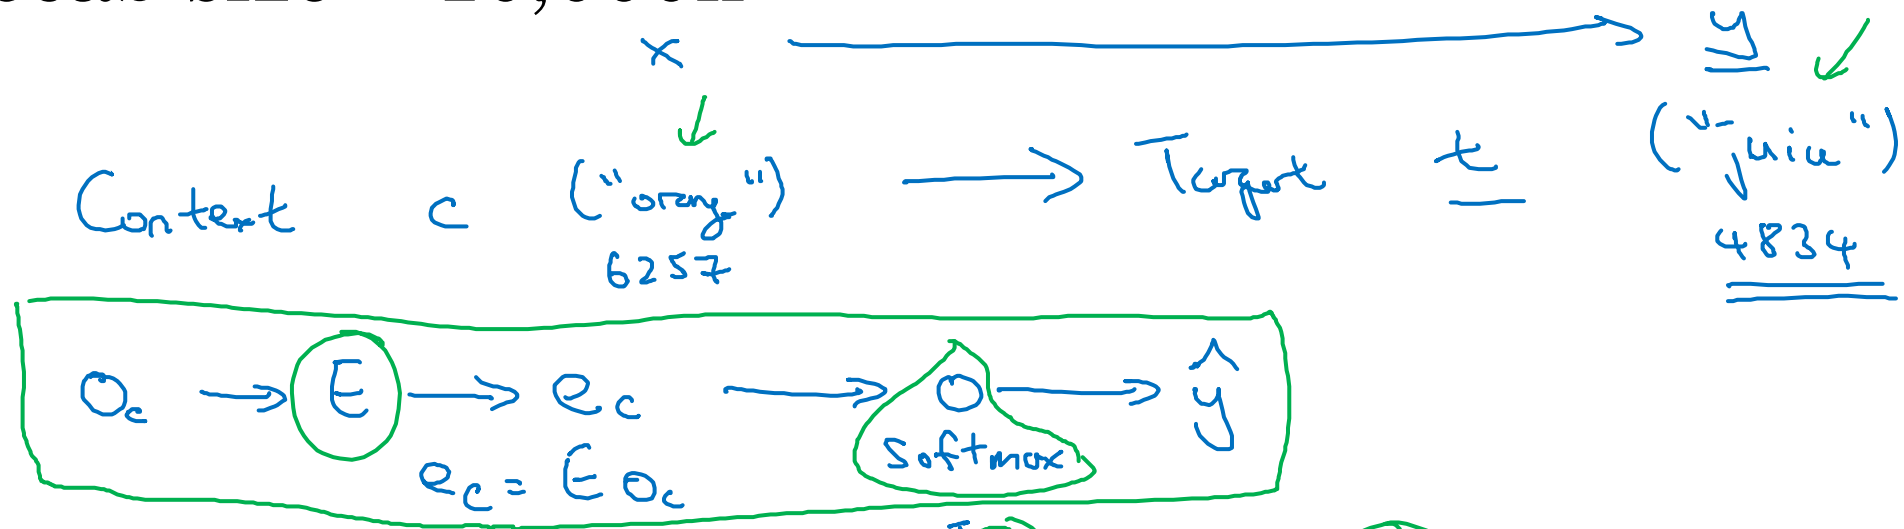 x → y
Context c ("orange") → Target t ("juice")
6257 4834
O_c → E → e_c → O → ŷ
softmax
e_c = E O_c